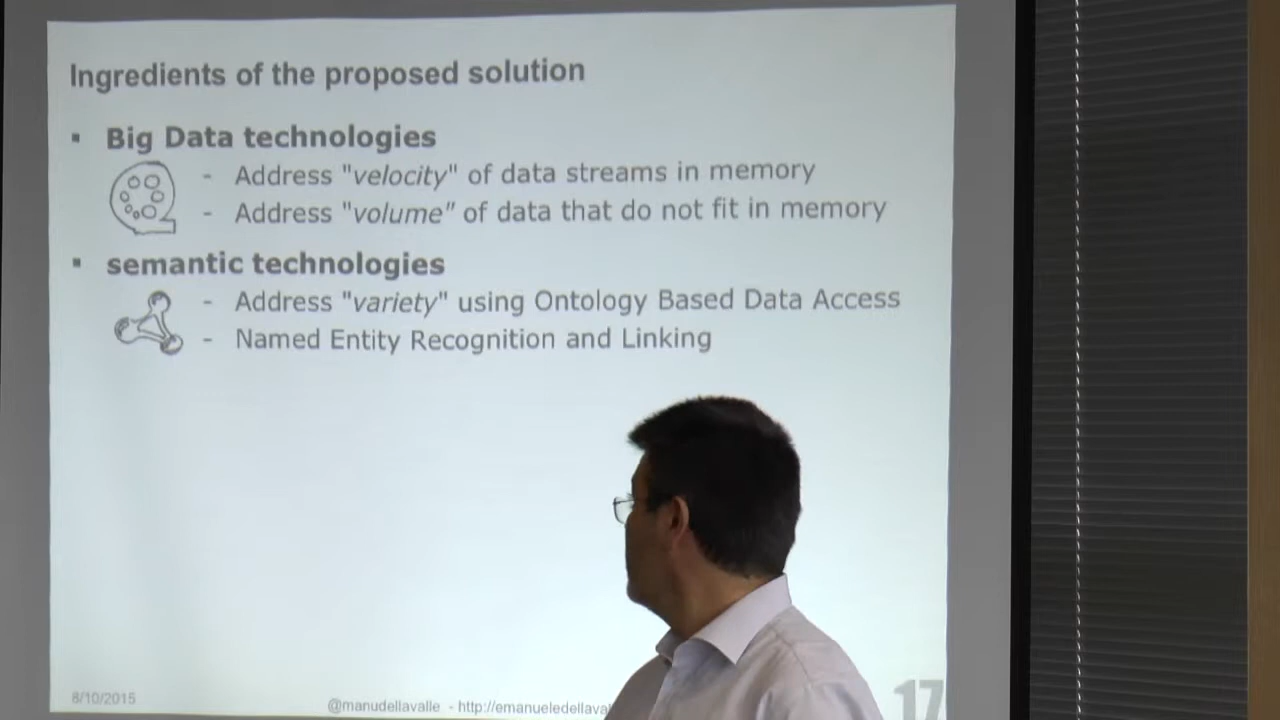 Ingredients of the proposed solution
▪ Big Data technologies
- Address "velocity" of data streams in memory
- Address "volume" of data that do not fit in memory
▪ semantic technologies
- Address "variety" using Ontology Based Data Access
- Named Entity Recognition and Linking
8/10/2015
@manudellavalle - http://emanueledellaval
17